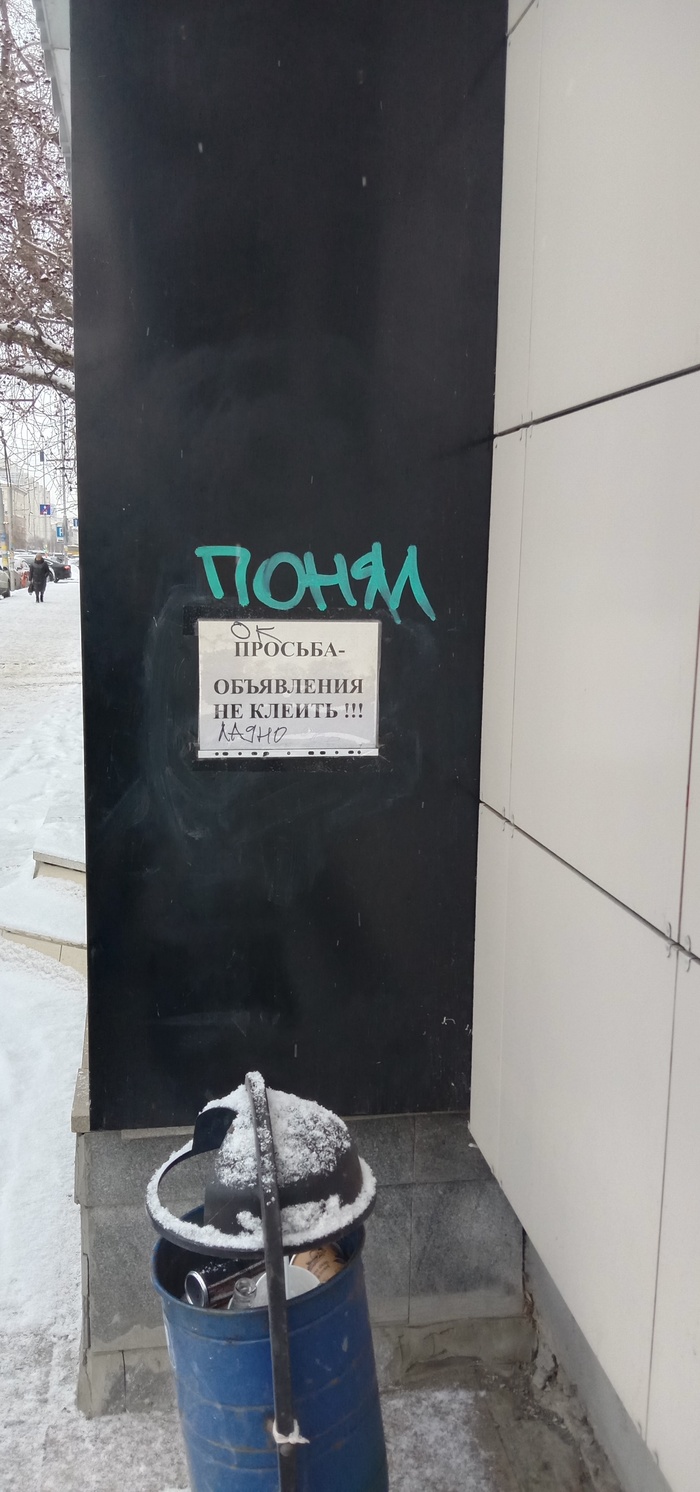 ПОНЯЛ
ОК
ПРОСЬБА-
ОБЪЯВЛЕНИЯ
НЕ КЛЕИТЬ !!!
ЛАДНО